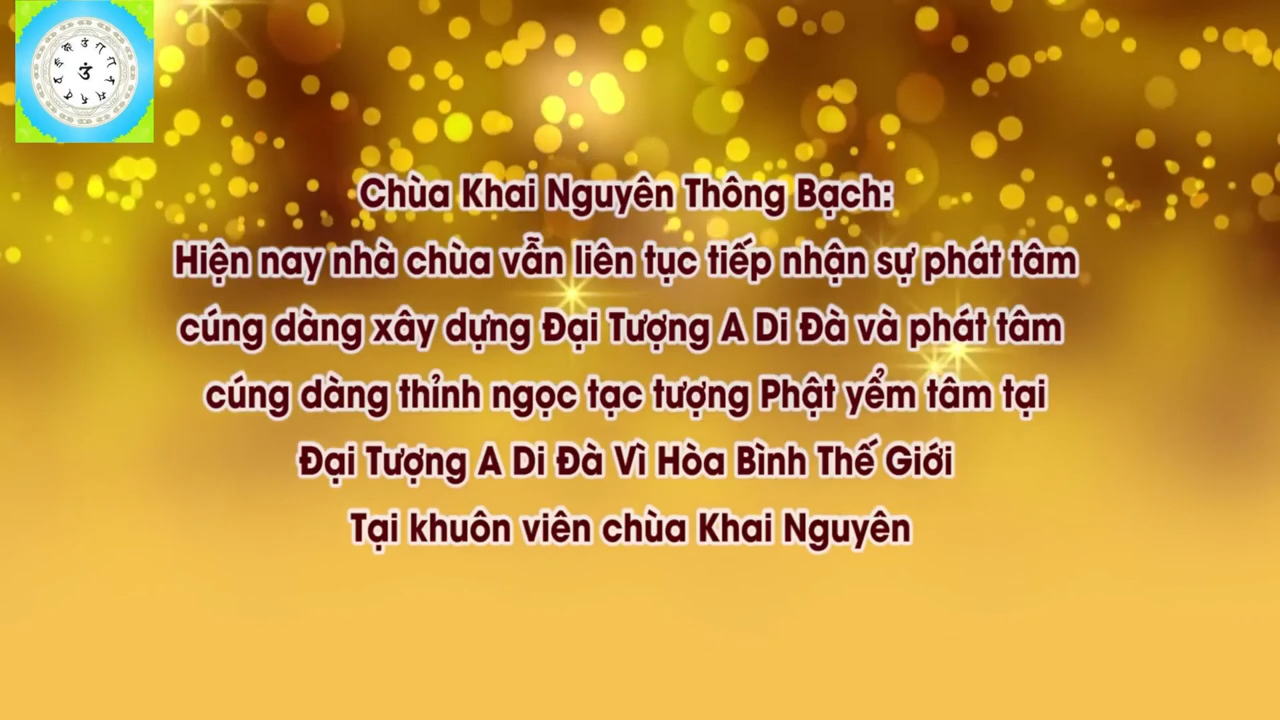 Chùa Khai Nguyên Thông Bạch:
Hiện nay nhà chùa vẫn liên tục tiếp nhận sự phát tâm
cúng dàng xây dựng Đại Tượng A Di Đà và phát tâm
cúng dàng thỉnh ngọc tạc tượng Phật yểm tâm tại
Đại Tượng A Di Đà Vì Hòa Bình Thế Giới
Tại khuôn viên chùa Khai Nguyên